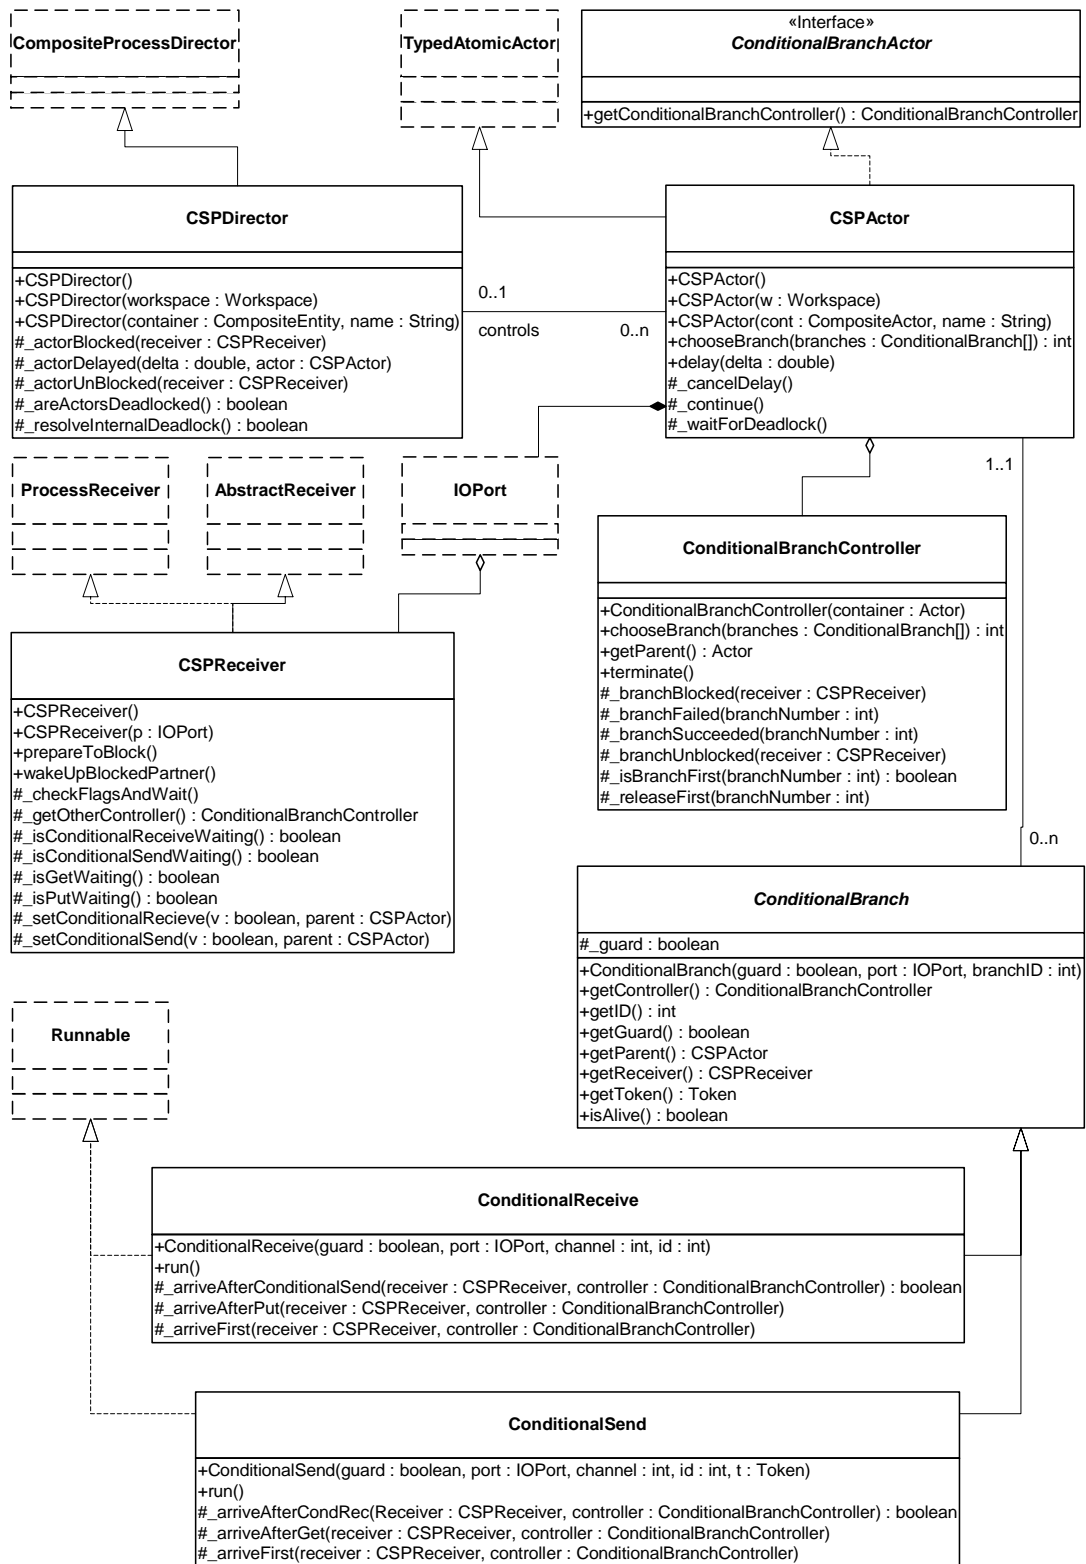 CompositeProcessDirector
TypedAtomicActor
«Interface»
ConditionalBranchActor
+getConditionalBranchController() : ConditionalBranchController
CSPDirector
+CSPDirector()
+CSPDirector(workspace : Workspace)
+CSPDirector(container : CompositeEntity, name : String)
#_actorBlocked(receiver : CSPReceiver)
#_actorDelayed(delta : double, actor : CSPActor)
#_actorUnBlocked(receiver : CSPReceiver)
#_areActorsDeadlocked() : boolean
#_resolveInternalDeadlock() : boolean
0..1
controls
0..n
CSPActor
+CSPActor()
+CSPActor(w : Workspace)
+CSPActor(cont : CompositeActor, name : String)
+chooseBranch(branches : ConditionalBranch[]) : int
+delay(delta : double)
#_cancelDelay()
#_continue()
#_waitForDeadlock()
ProcessReceiver
AbstractReceiver
IOPort
1..1
ConditionalBranchController
+ConditionalBranchController(container : Actor)
+chooseBranch(branches : ConditionalBranch[]) : int
+getParent() : Actor
+terminate()
#_branchBlocked(receiver : CSPReceiver)
#_branchFailed(branchNumber : int)
#_branchSucceeded(branchNumber : int)
#_branchUnblocked(receiver : CSPReceiver)
#_isBranchFirst(branchNumber : int) : boolean
#_releaseFirst(branchNumber : int)
CSPReceiver
+CSPReceiver()
+CSPReceiver(p : IOPort)
+prepareToBlock()
+wakeUpBlockedPartner()
#_checkFlagsAndWait()
#_getOtherController() : ConditionalBranchController
#_isConditionalReceiveWaiting() : boolean
#_isConditionalSendWaiting() : boolean
#_isGetWaiting() : boolean
#_isPutWaiting() : boolean
#_setConditionalRecieve(v : boolean, parent : CSPActor)
#_setConditionalSend(v : boolean, parent : CSPActor)
0..n
ConditionalBranch
#_guard : boolean
+ConditionalBranch(guard : boolean, port : IOPort, branchID : int)
+getController() : ConditionalBranchController
+getID() : int
+getGuard() : boolean
+getParent() : CSPActor
+getReceiver() : CSPReceiver
+getToken() : Token
+isAlive() : boolean
Runnable
ConditionalReceive
+ConditionalReceive(guard : boolean, port : IOPort, channel : int, id : int)
+run()
#_arriveAfterConditionalSend(receiver : CSPReceiver, controller : ConditionalBranchController) : boolean
#_arriveAfterPut(receiver : CSPReceiver, controller : ConditionalBranchController)
#_arriveFirst(receiver : CSPReceiver, controller : ConditionalBranchController)
ConditionalSend
+ConditionalSend(guard : boolean, port : IOPort, channel : int, id : int, t : Token)
+run()
#_arriveAfterCondRec(Receiver : CSPReceiver, controller : ConditionalBranchController) : boolean
#_arriveAfterGet(receiver : CSPReceiver, controller : ConditionalBranchController)
#_arriveFirst(receiver : CSPReceiver, controller : ConditionalBranchController)